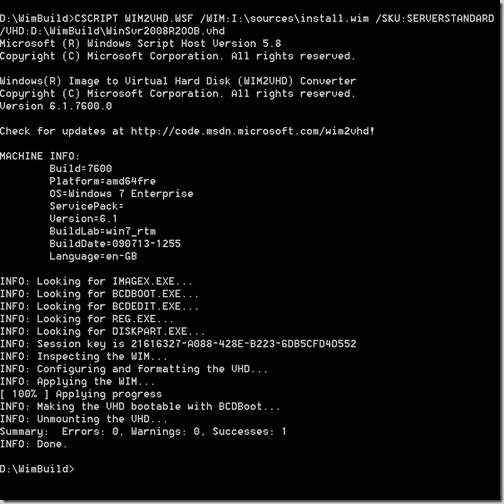 D:\WimBuild>CSCRIPT WIM2VHD.WSF /WIM:I:\sources\install.wim /SKU:SERVERSTANDARD
/VHD:D:\WimBuild\WinSvr2008R2OOB.vhd
Microsoft (R) Windows Script Host Version 5.8
Copyright (C) Microsoft Corporation. All rights reserved.
Windows(R) Image to Virtual Hard Disk (WIM2VHD) Converter
Copyright (C) Microsoft Corporation. All rights reserved.
Version 6.1.7600.0
Check for updates at http://code.msdn.microsoft.com/wim2vhd!
MACHINE INFO:
Build=7600
Platform=amd64fre
OS=Windows 7 Enterprise
ServicePack=
Version=6.1
BuildLab=win7_rtm
BuildDate=090713-1255
Language=en-GB
INFO: Looking for IMAGEX.EXE...
INFO: Looking for BCDBOOT.EXE...
INFO: Looking for BCDEDIT.EXE...
INFO: Looking for REG.EXE...
INFO: Looking for DISKPART.EXE...
INFO: Session key is 21616327-A088-428E-B223-6DB5CFD4D552
INFO: Inspecting the WIM...
INFO: Configuring and formatting the VHD...
INFO: Applying the WIM...
[ 100% ] Applying progress
INFO: Making the VHD bootable with BCDBoot...
INFO: Unmounting the VHD...
Summary:  Errors: 0, Warnings: 0, Successes: 1
INFO: Done.
D:\WimBuild>